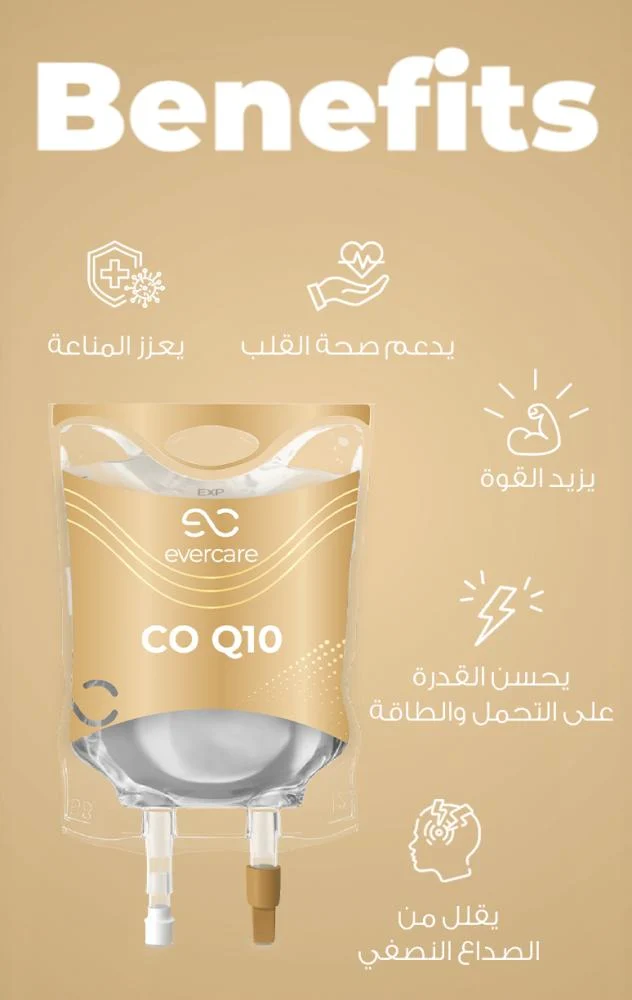 Benefits
يدعم صحة القلب
يعزز المناعة
يزيد القوة
EXP
evercare
CO Q10
يحسن القدرة
على التحمل والطاقة
يقلل من
الصداع النصفي